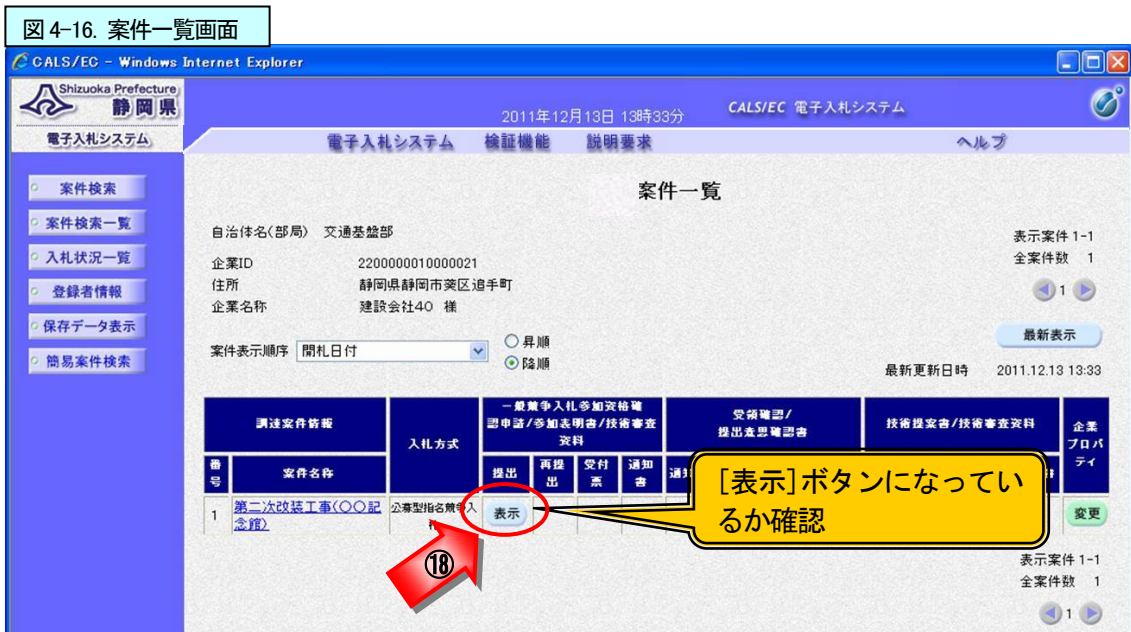 図 4-16. 案件一覧画面
CALS/EC - Windows Internet Explorer
Shizuoka Prefecture
静岡県
電子入札システム
2011年12月13日 13時33分
CALS/EC 電子入札システム
電子入札システム 検証機能 説明要求 ヘルプ
案件検索
案件検索一覧
入札状況一覧
登録者情報
保存データ表示
簡易案件検索
案件一覧
自治体名(部局) 交通基盤部
企業ID 2200000010000021
住所 静岡県静岡市葵区追手町
企業名称 建設会社40 様
案件表示順序 開札日付
昇順
降順
表示案件 1-1
全案件数 1
1
最新表示
最新更新日時 2011.12.13 13:33
調達案件情報
入札方式
一般競争入札参加資格確
認申請/参加表明書/技術審査
資料
受領確認/
提出意思確認書
技術提案書/技術審査資料
企業
プロパ
ティ
番号
案件名称
提出
再提出
受付票
通知書
1
第二次改装工事(〇〇記
念館)
公募型指名競争入
表示
変更
[表示]ボタンになってい
るか確認
⑱
表示案件 1-1
全案件数 1
1